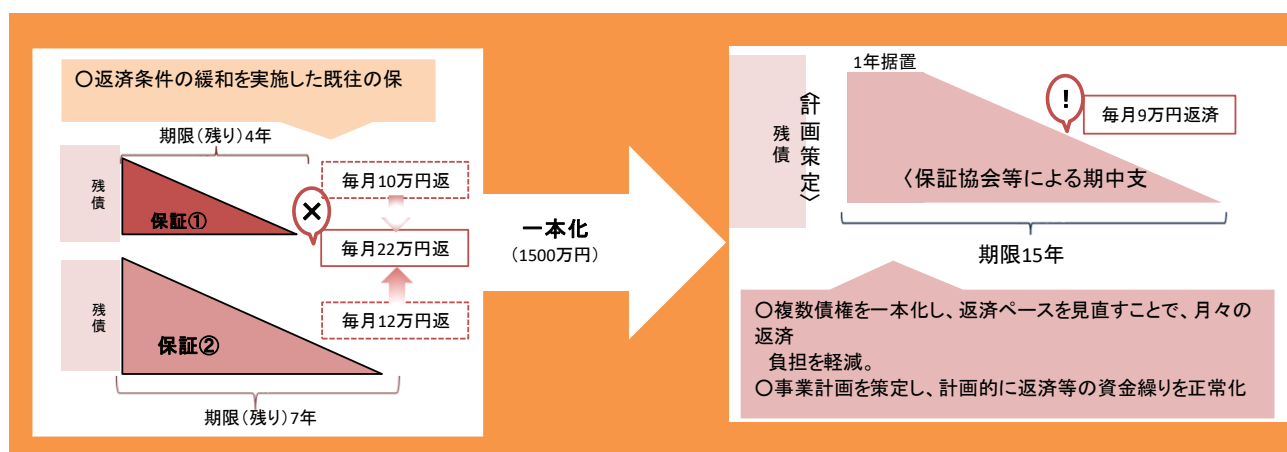 〇返済条件の緩和を実施した既往の保
期限(残り)4年
残債
保証①
×
毎月10万円返
毎月22万円返
毎月12万円返
残債
保証②
期限(残り)7年
一本化
(1500万円)
1年据置
残債
〈計画策定〉
!
毎月9万円返済
〈保証協会等による期中支
期限15年
〇複数債権を一本化し、返済ペースを見直すことで、月々の
返済
負担を軽減。
〇事業計画を策定し、計画的に返済等の資金繰りを正常化